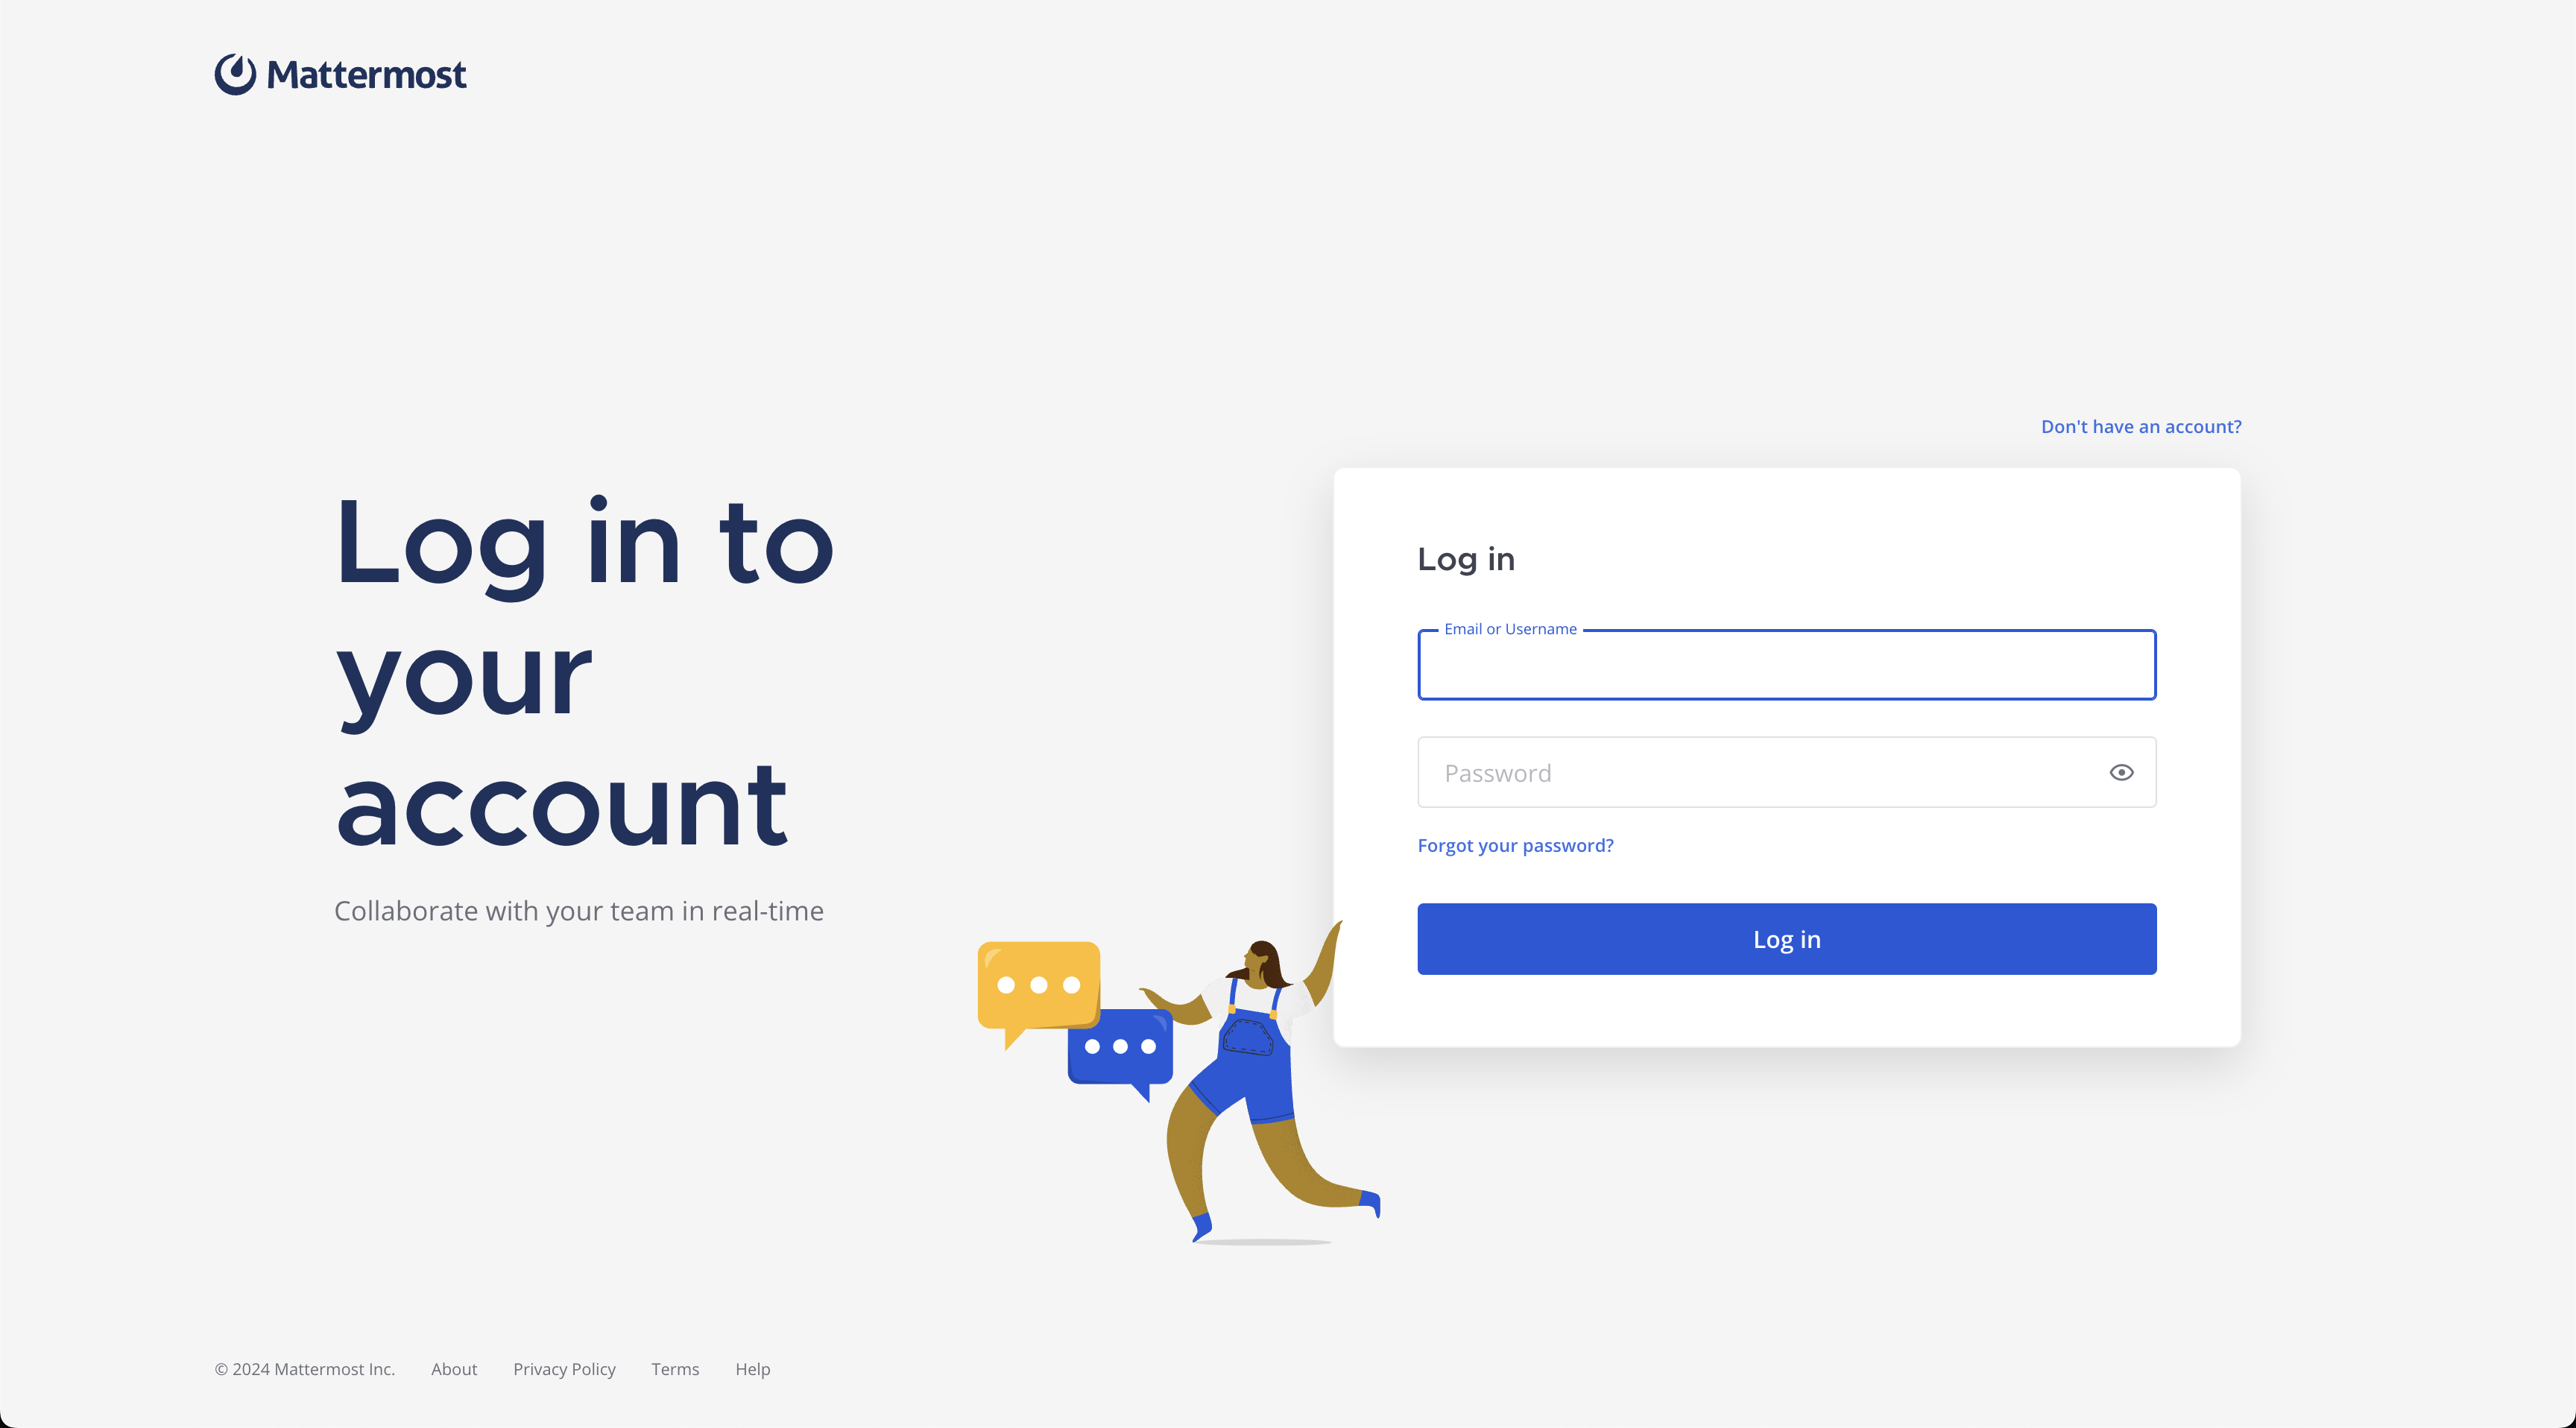 Mattermost
Don't have an account?
Log in to
your
account
Collaborate with your team in real-time
Log in
Email or Username
Password
Forgot your password?
Log in
© 2024 Mattermost Inc. About Privacy Policy Terms Help